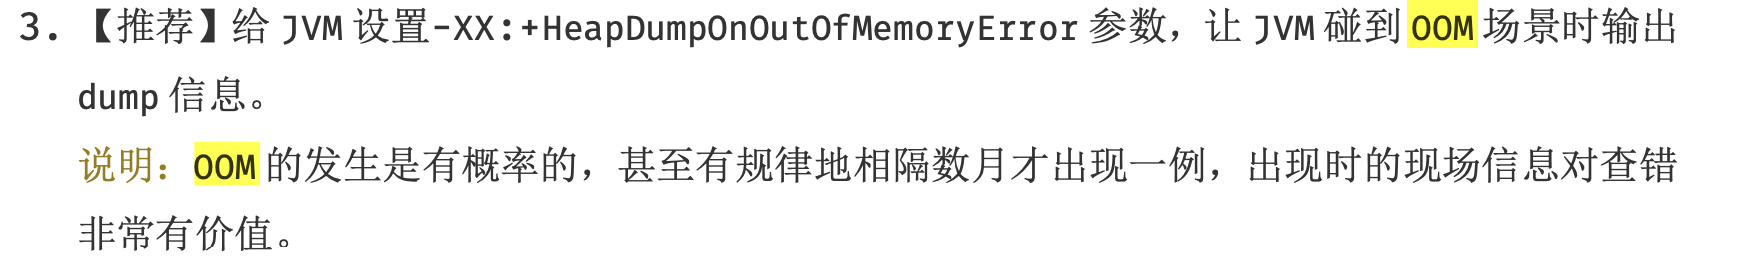 3. 【推荐】给 JVM 设置-XX:+HeapDumpOnOutOfMemoryError 参数，让 JVM 碰到 OOM 场景时输出
dump 信息。
说明：OOM 的发生是有概率的，甚至有规律地相隔数月才出现一例，出现时的现场信息对查错
非常有价值。